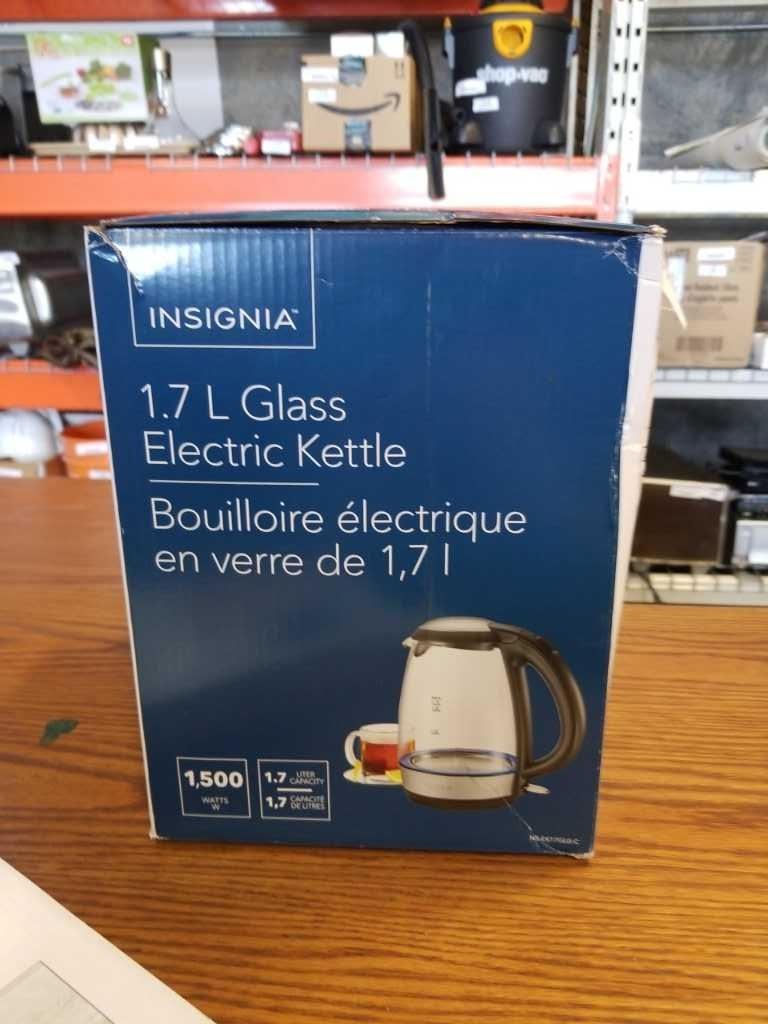 shop-vac
INSIGNIA™
1.7 L Glass
Electric Kettle
Bouilloire électrique
en verre de 1,7 l
1,500
WATTS
W
1.7 LITER
CAPACITY
1,7 CAPACITÉ
DE LITRES